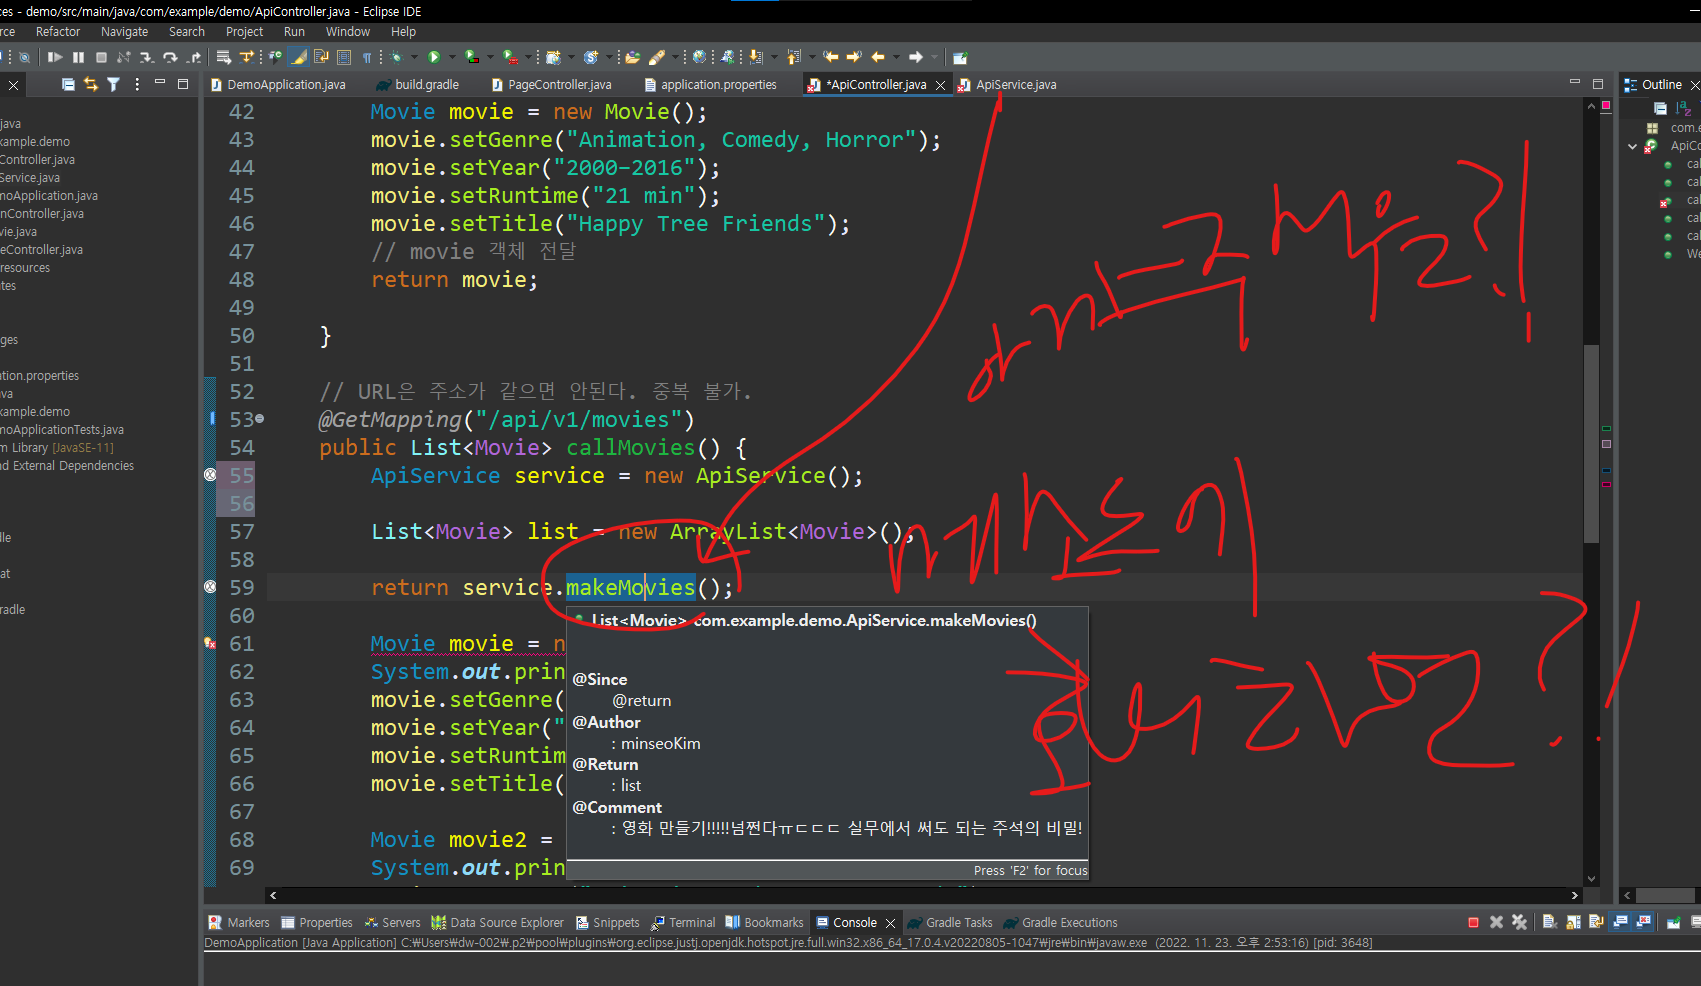 ces - demo/src/main/java/com/example/demo/ApiController.java - Eclipse IDE
rce Refactor Navigate Search Project Run Window Help
DemoApplication.java build.gradle PageController.java application.properties *ApiController.java ApiService.java Outline
java
xample.demo
Controller.java
Service.java
moApplication.java
nController.java
vie.java
eController.java
resources
tes
ges
ation.properties
va
xample.demo
moApplicationTests.java
m Library [JavaSE-11]
nd External Dependencies
dle
at
radle
42 Movie movie = new Movie();
43 movie.setGenre("Animation, Comedy, Horror");
44 movie.setYear("2000-2016");
45 movie.setRuntime("21 min");
46 movie.setTitle("Happy Tree Friends");
47 // movie 객체 전달
48 return movie;
49
50 }
51
52 // URL은 주소가 같으면 안된다. 중복 불가.
53 @GetMapping("/api/v1/movies")
54 public List<Movie> callMovies() {
55 ApiService service = new ApiService();
56
57 List<Movie> list = new ArrayList<Movie>();
58
59 return service.makeMovies();
60
61 Movie movie = n
62 System.out.prin
63 movie.setGenre(
64 movie.setYear("
65 movie.setRuntim
66 movie.setTitle(
67
68 Movie movie2 =
69 System.out.prin
List<Movie> com.example.demo.ApiService.makeMovies()
@Since
@return
@Author
: minseoKim
@Return
: list
@Comment
: 영화 만들기!!!!!넘쩐다ㅠㄷㄷㄷ 실무에서 써도 되는 주석의 비밀!
Press 'F2' for focus
메소드에
com.e
ApiCo
cal
cal
cal
cal
cal
We
Markers Properties Servers Data Source Explorer Snippets Terminal Bookmarks Console Gradle Tasks Gradle Executions
DemoApplication [Java Application] C:₩Users₩dw-002₩.p2₩pool₩plugins₩org.eclipse.justj.openjdk.hotspot.jre.full.win32.x86_64_17.0.4.v20220805-1047₩jre₩bin₩javaw.exe (2022. 11. 23. 오후 2:53:16) [pid: 3648]